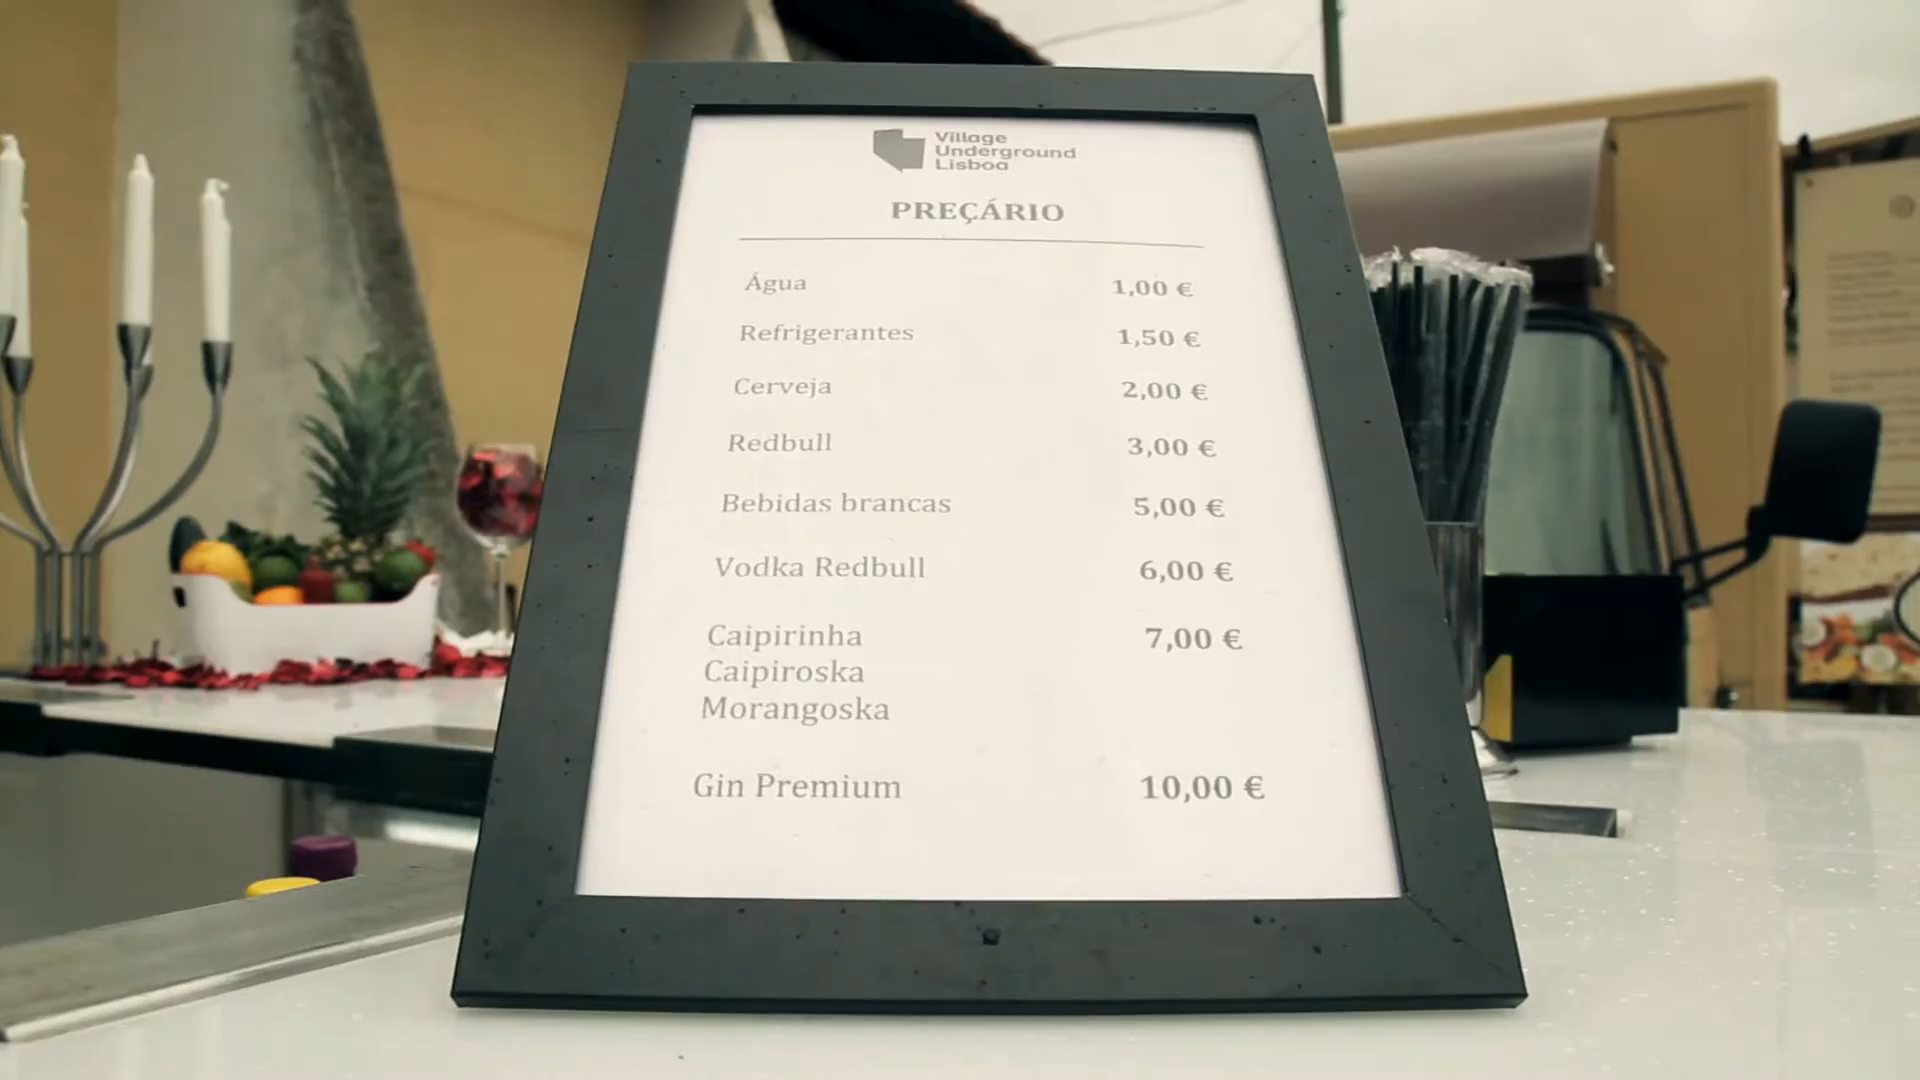 Village
Underground
Lisboa
PREÇÁRIO
Água 1,00 €
Refrigerantes 1,50 €
Cerveja 2,00 €
Redbull 3,00 €
Bebidas brancas 5,00 €
Vodka Redbull 6,00 €
Caipirinha 7,00 €
Caipiroska
Morangoska
Gin Premium 10,00 €